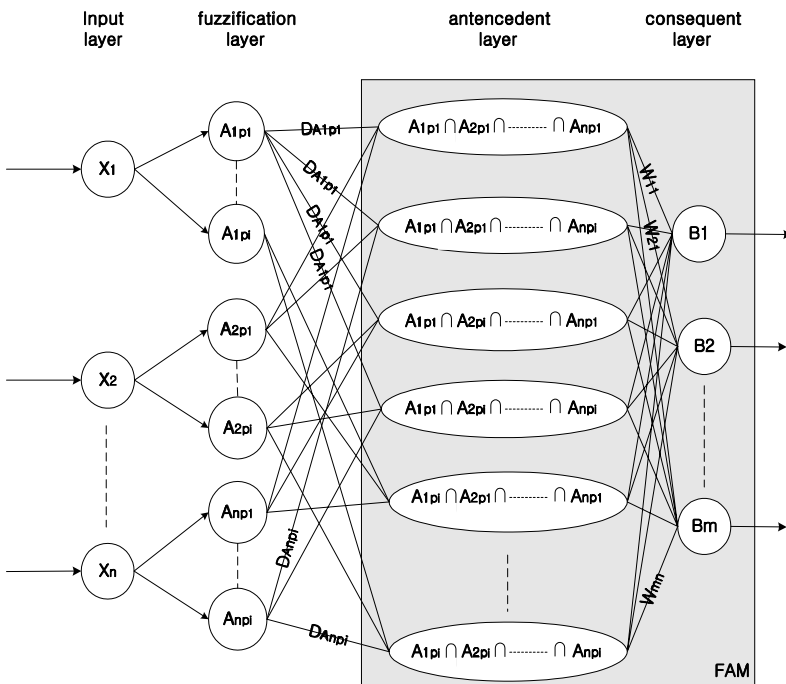 Input layer
fuzzification layer
antencedent layer
consequent layer
X1
X2
Xn
A1p1
A1pi
A2p1
A2pi
Anp1
Anpi
DA1p1
DA1p1
DA1p1
DA1p1
DAnpi
DAnpi
A1p1 ∩ A2p1 ∩ -------- ∩ Anp1
A1p1 ∩ A2p1 ∩ -------- ∩ Anpi
A1p1 ∩ A2pi ∩ -------- ∩ Anp1
A1p1 ∩ A2pi ∩ -------- ∩ Anpi
A1pi ∩ A2p1 ∩ -------- ∩ Anp1
A1pi ∩ A2pi ∩ -------- ∩ Anpi
W11
W21
Wmn
B1
B2
Bm
FAM